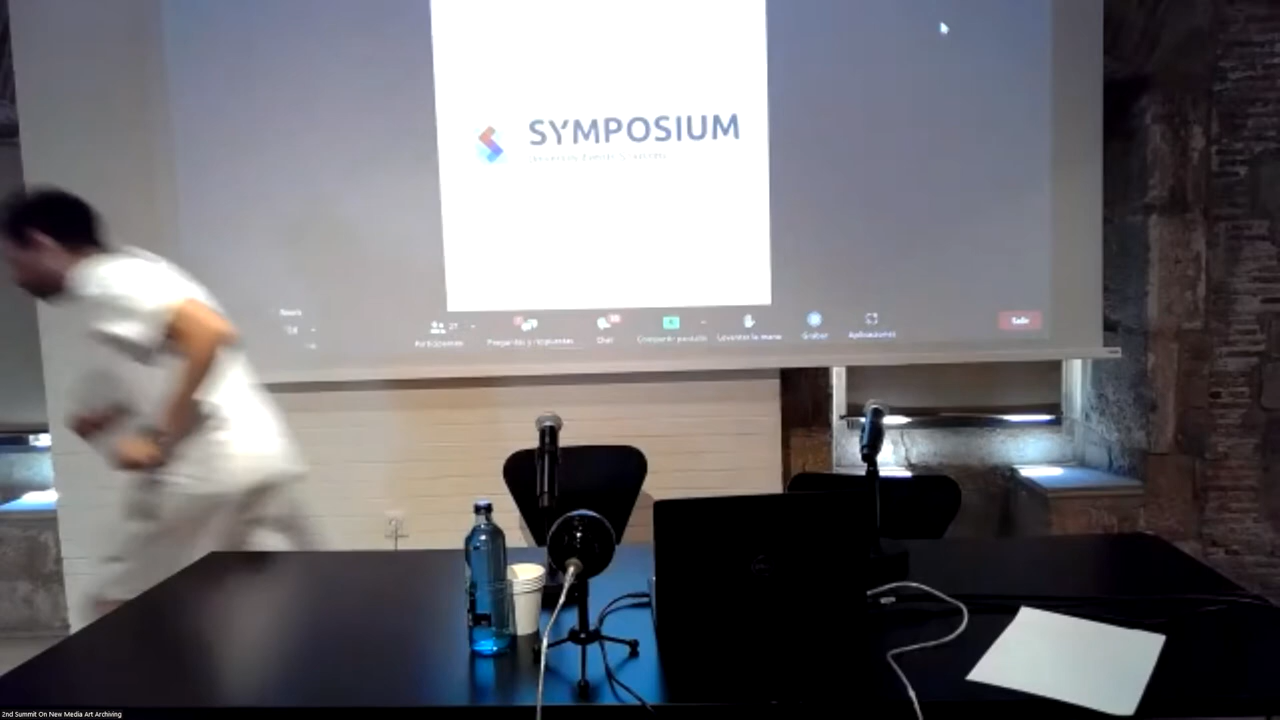 SYMPOSIUM
Participantes
27
Preguntas y respuestas
Chat
Compartir pantalla
Levantar la mano
Grabar
Aplicaciones
Salir
2nd Summit On New Media Art Archiving